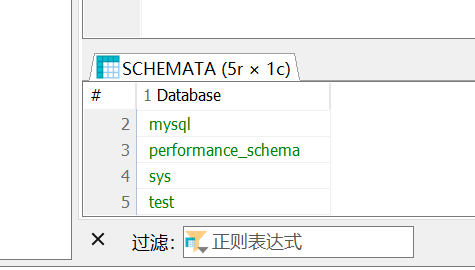 SCHEMATA (5r × 1c)
# 1 Database
2 mysql
3 performance_schema
4 sys
5 test
× 过滤: 正则表达式